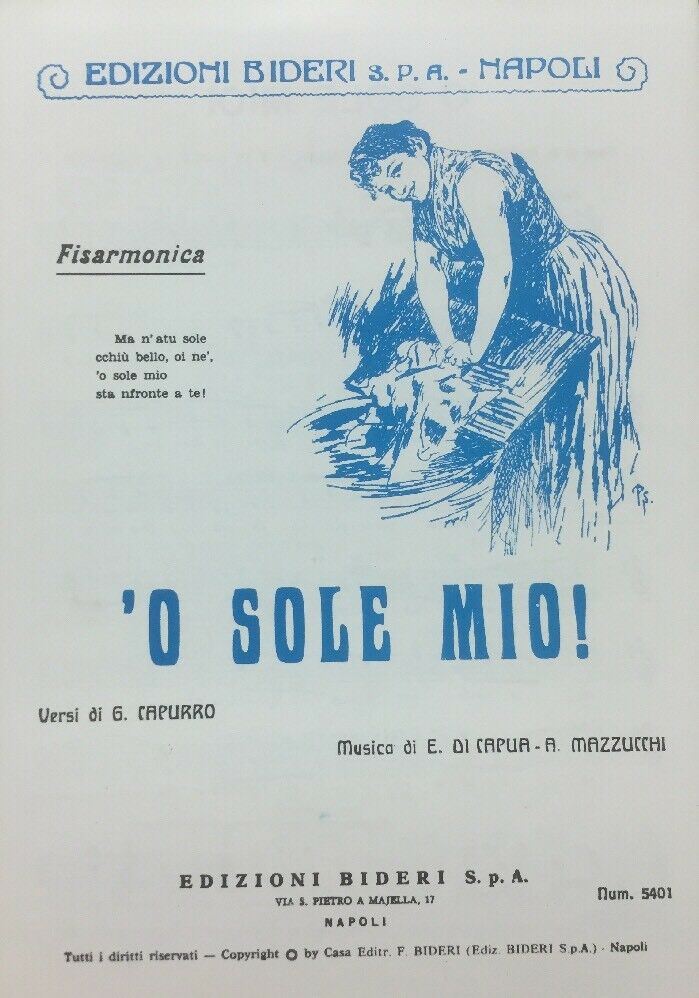 EDIZIONI BIDERI S. P. A. - NAPOLI
Fisarmonica
Ma n'atu sole
cchiù bello, oi ne',
'o sole mio
sta nfronte a te!
P.S.
'O SOLE MIO!
Versi di G. CAPURRO
Musica di E. DI CAPUA - A. MAZZUCCHI
EDIZIONI BIDERI S. p. A.
VIA S. PIETRO A MAJELLA, 17
NAPOLI
Num. 5401
Tutti i diritti riservati — Copyright O by Casa Editr. F. BIDERI (Ediz. BIDERI S.p.A.) - Napoli